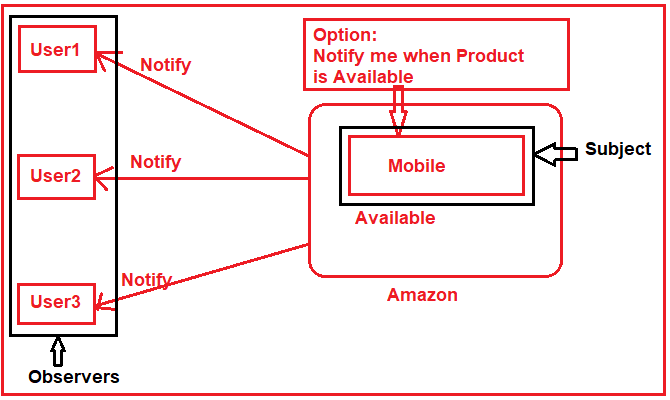 User1
Notify
Option:
Notify me when Product
is Available
Subject
Mobile
User2
Notify
Available
User3
Notify
Amazon
Observers